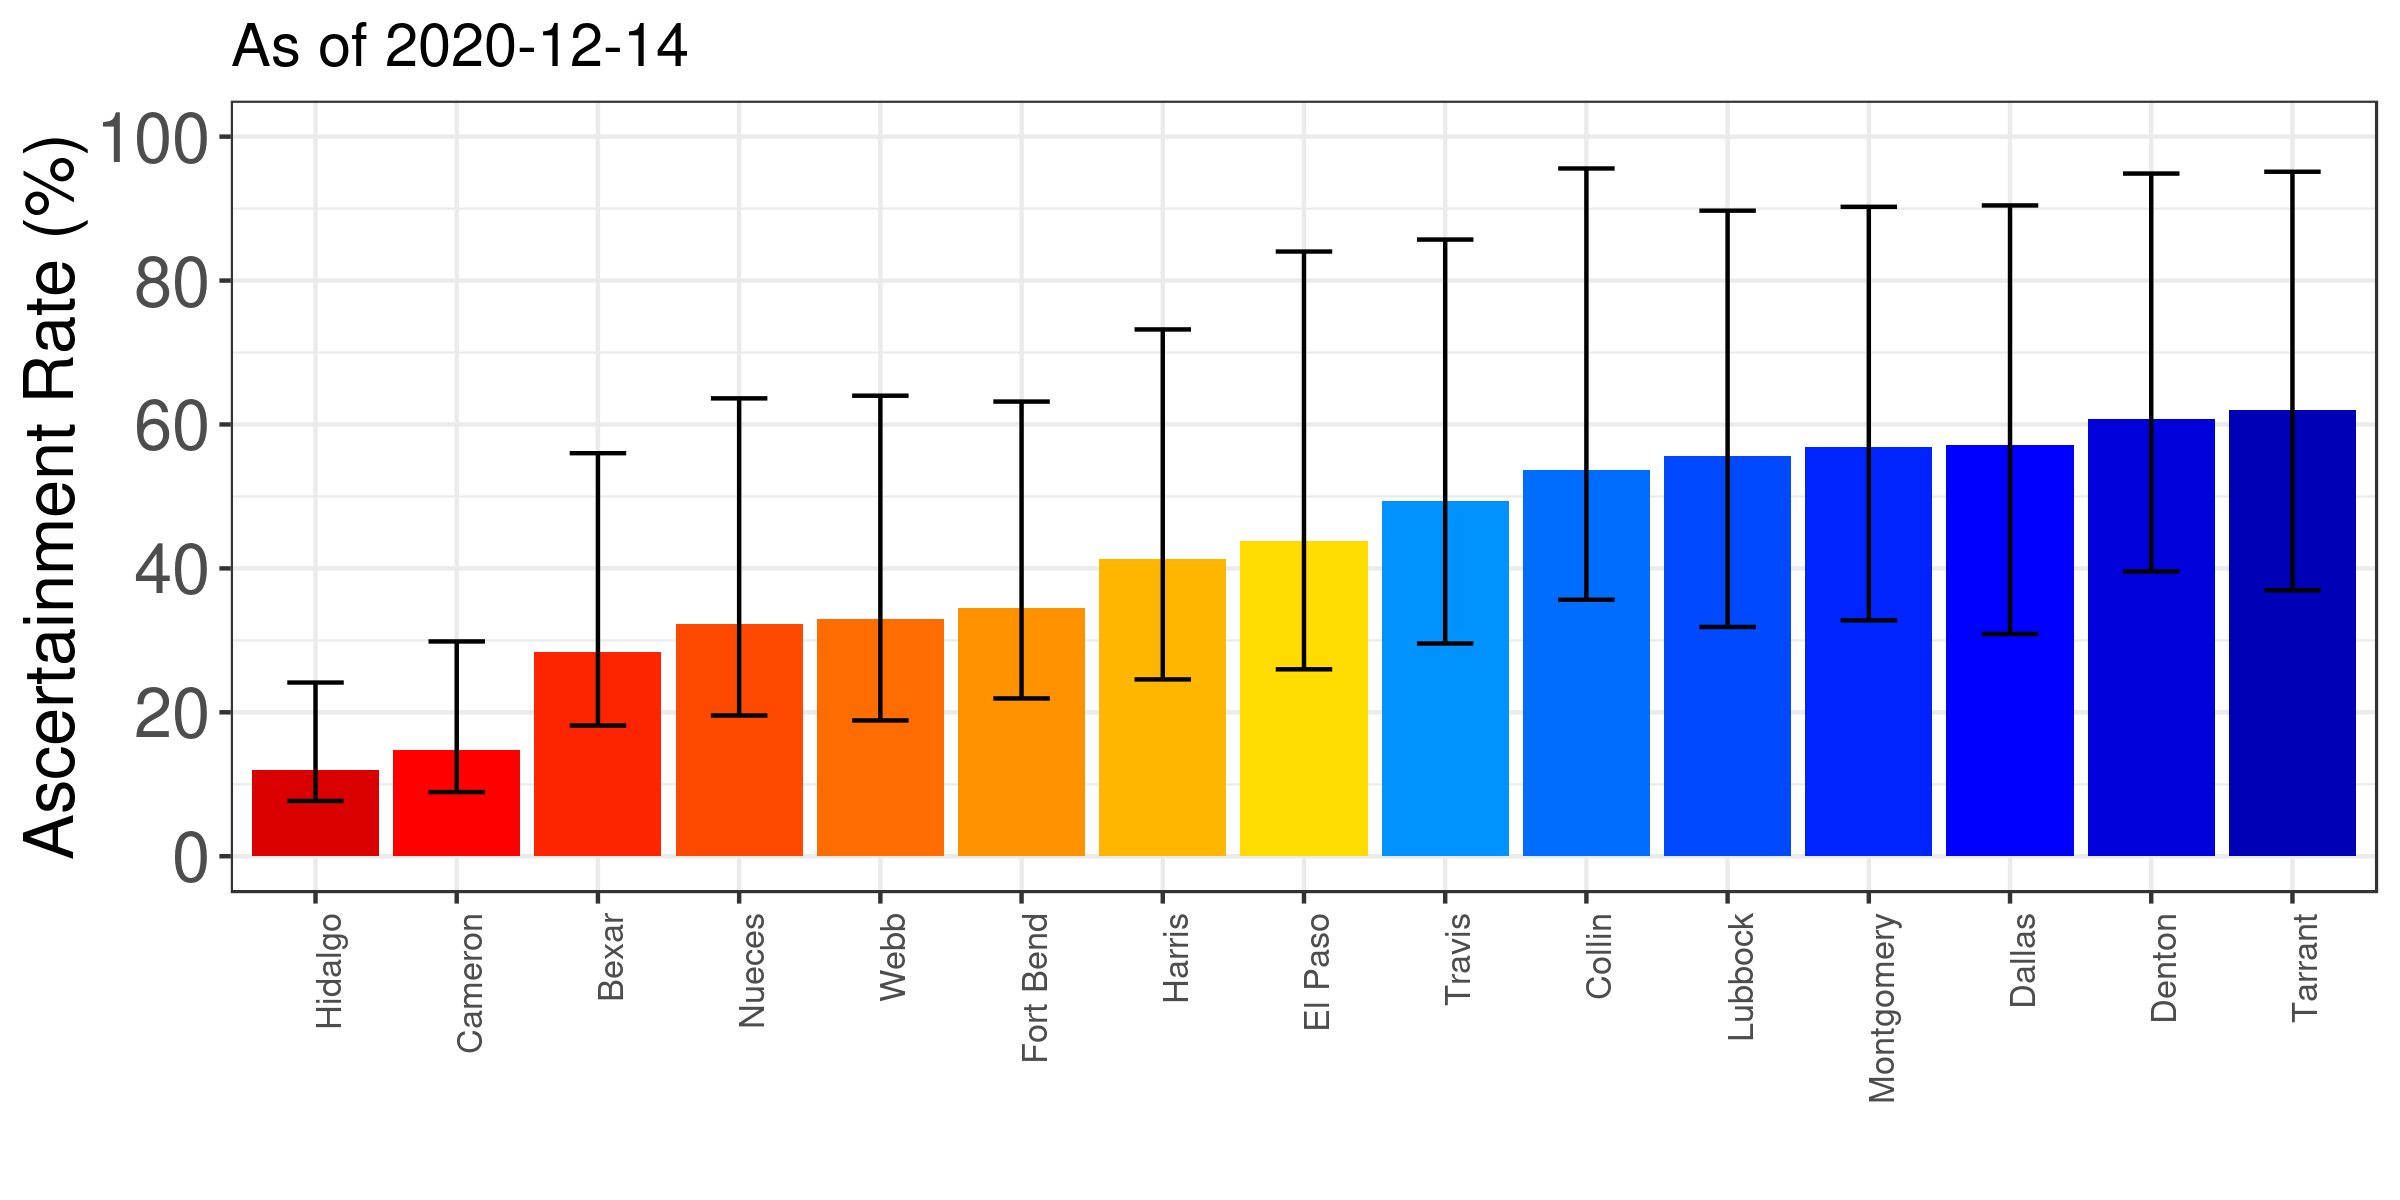 As of 2020-12-14
Ascertainment Rate (%)
100
80
60
40
20
0
Hidalgo
Cameron
Bexar
Nueces
Webb
Fort Bend
Harris
El Paso
Travis
Collin
Lubbock
Montgomery
Dallas
Denton
Tarrant